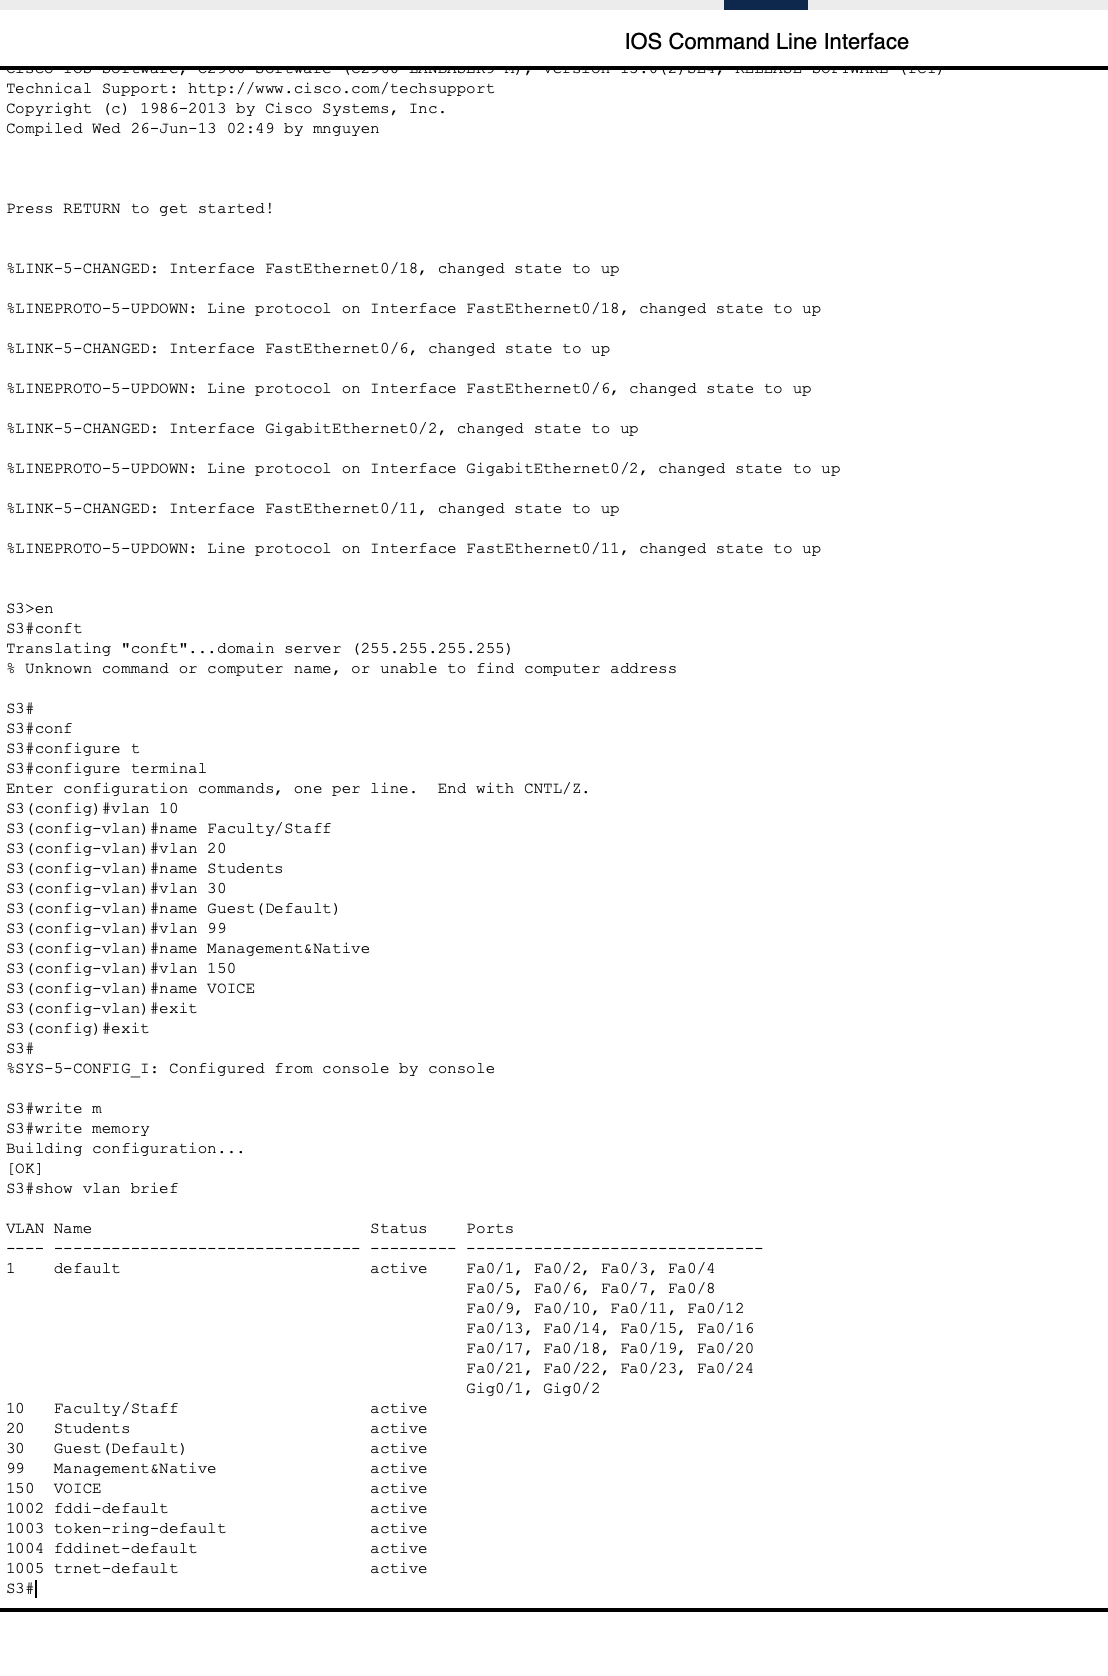 IOS Command Line Interface
Technical Support: http://www.cisco.com/techsupport
Copyright (c) 1986-2013 by Cisco Systems, Inc.
Compiled Wed 26-Jun-13 02:49 by mnguyen
Press RETURN to get started!
%LINK-5-CHANGED: Interface FastEthernet0/18, changed state to up
%LINEPROTO-5-UPDOWN: Line protocol on Interface FastEthernet0/18, changed state to up
%LINK-5-CHANGED: Interface FastEthernet0/6, changed state to up
%LINEPROTO-5-UPDOWN: Line protocol on Interface FastEthernet0/6, changed state to up
%LINK-5-CHANGED: Interface GigabitEthernet0/2, changed state to up
%LINEPROTO-5-UPDOWN: Line protocol on Interface GigabitEthernet0/2, changed state to up
%LINK-5-CHANGED: Interface FastEthernet0/11, changed state to up
%LINEPROTO-5-UPDOWN: Line protocol on Interface FastEthernet0/11, changed state to up
S3>en
S3#conft
Translating "conft"...domain server (255.255.255.255)
% Unknown command or computer name, or unable to find computer address
S3#
S3#conf
S3#configure t
S3#configure terminal
Enter configuration commands, one per line.  End with CNTL/Z.
S3(config)#vlan 10
S3(config-vlan)#name Faculty/Staff
S3(config-vlan)#vlan 20
S3(config-vlan)#name Students
S3(config-vlan)#vlan 30
S3(config-vlan)#name Guest(Default)
S3(config-vlan)#vlan 99
S3(config-vlan)#name Management&Native
S3(config-vlan)#vlan 150
S3(config-vlan)#name VOICE
S3(config-vlan)#exit
S3(config)#exit
S3#
%SYS-5-CONFIG_I: Configured from console by console
S3#write m
S3#write memory
Building configuration...
[OK]
S3#show vlan brief
VLAN Name                             Status    Ports
---- -------------------------------- --------- -------------------------------
1    default                          active    Fa0/1, Fa0/2, Fa0/3, Fa0/4
                                                Fa0/5, Fa0/6, Fa0/7, Fa0/8
                                                Fa0/9, Fa0/10, Fa0/11, Fa0/12
                                                Fa0/13, Fa0/14, Fa0/15, Fa0/16
                                                Fa0/17, Fa0/18, Fa0/19, Fa0/20
                                                Fa0/21, Fa0/22, Fa0/23, Fa0/24
                                                Gig0/1, Gig0/2
10   Faculty/Staff                    active
20   Students                         active
30   Guest(Default)                   active
99   Management&Native                active
150  VOICE                            active
1002 fddi-default                     active
1003 token-ring-default               active
1004 fddinet-default                  active
1005 trnet-default                    active
S3#